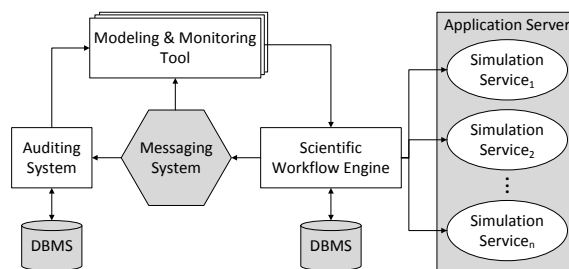 Modeling & Monitoring
Tool
Application Server
Simulation
Service1
Auditing
System
Messaging
System
Scientific
Workflow Engine
Simulation
Service2
...
Simulation
Servicen
DBMS
DBMS